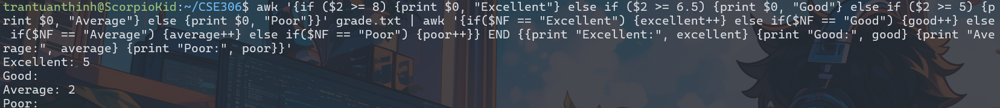 trantuanthinh@ScorpioKid:~/CSE306$ awk '{if ($2 >= 8) {print $0, "Excellent"} else if ($2 >= 6.5) {print $0, "Good"} else if ($2 >= 5) {p
rint $0, "Average"} else {print $0, "Poor"}}' grade.txt | awk '{if($NF == "Excellent") {excellent++} else if($NF == "Good") {good++} else
 if($NF == "Average") {average++} else if($NF == "Poor") {poor++}} END {{print "Excellent:", excellent} {print "Good:", good} {print "Ave
rage:", average} {print "Poor:", poor}}'
Excellent: 5
Good:
Average: 2
Poor: